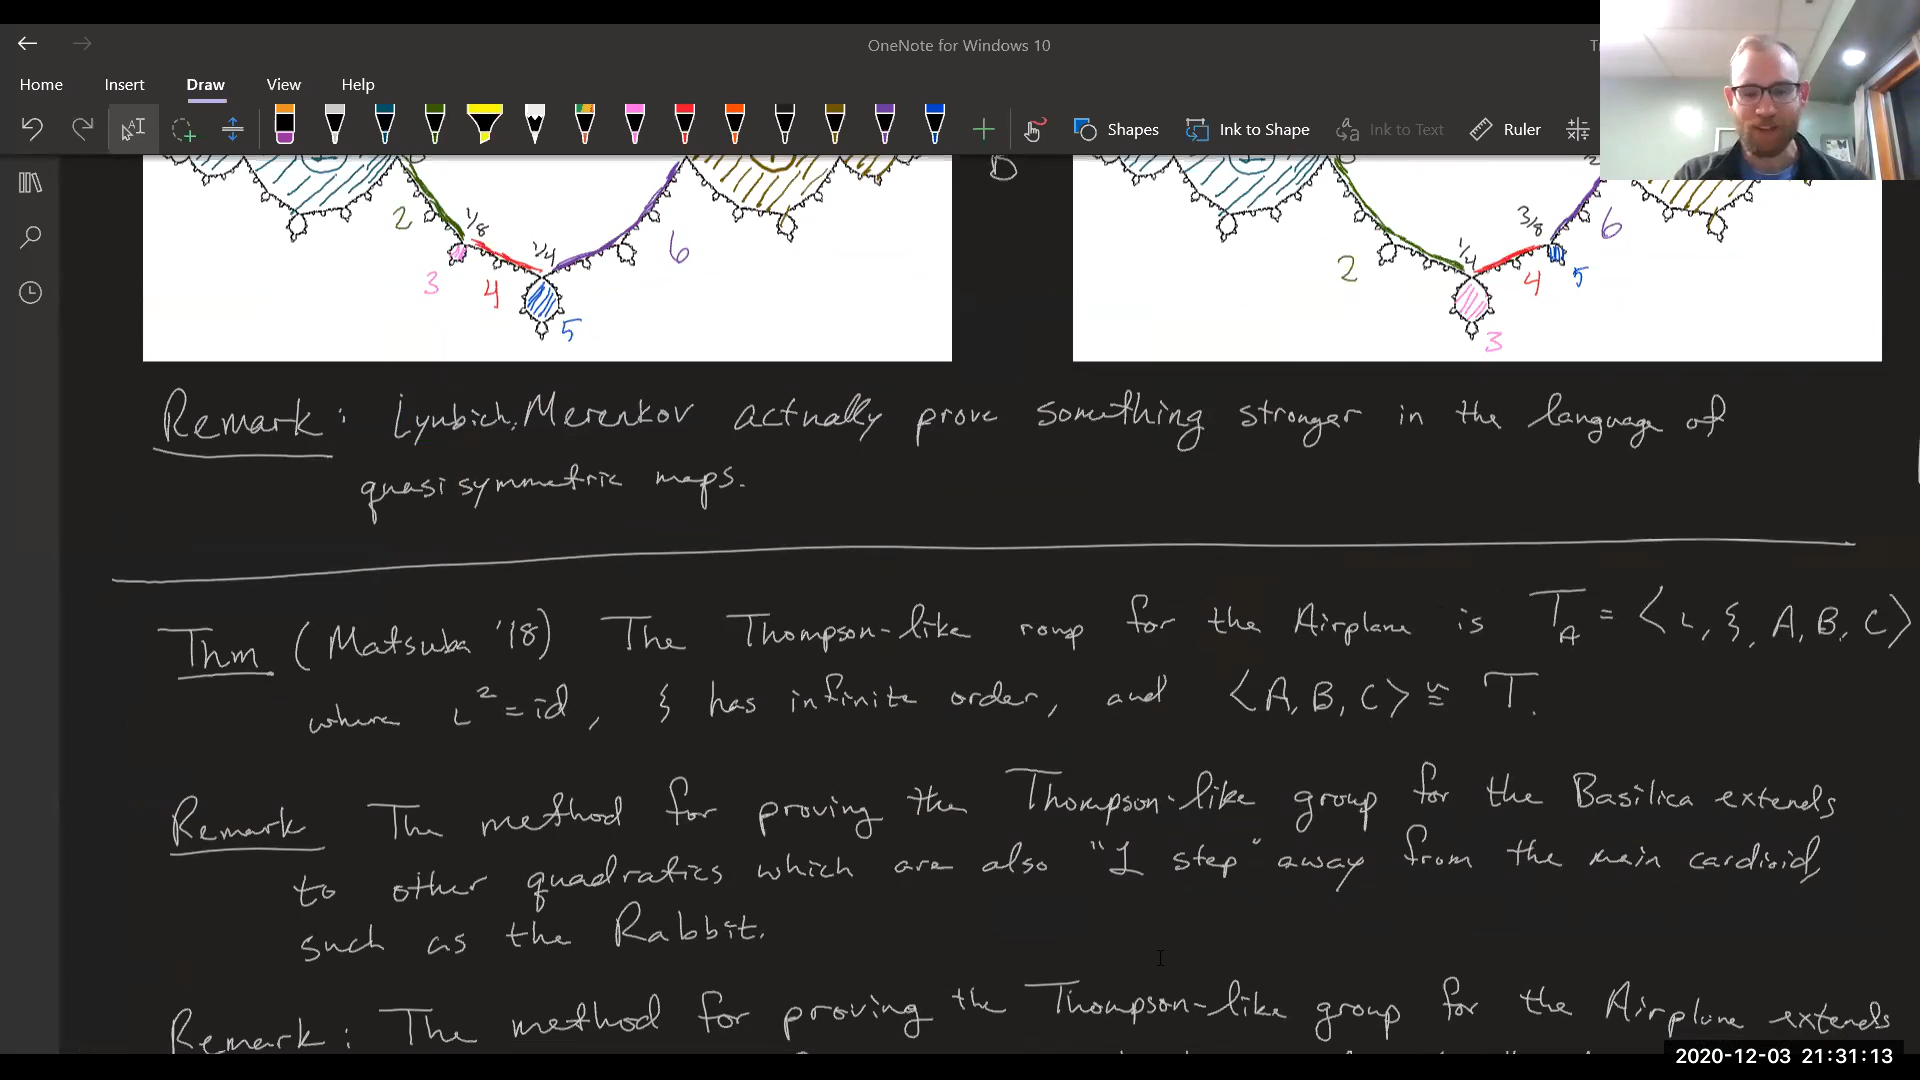 OneNote for Windows 10
Home Insert Draw View Help
Shapes Ink to Shape Ink to Text Ruler
2 1/8 1/4 6
3 4
5
D
2 1/4 3/8 6
4 5
3
Remark: Lyubich, Merenkov actually prove something stronger in the language of
quasisymmetric maps.
Thm (Matsuba '18) The Thompson-like roup for the Airplane is T_A = < ι, ξ, A, B, C >
where ι² = id, ξ has infinite order, and < A, B, C > ≅ T.
Remark The method for proving the Thompson-like group for the Basilica extends
to other quadratics which are also "1 step" away from the main cardioid,
such as the Rabbit.
Remark: The method for proving the Thompson-like group for the Airplane extends
2020-12-03 21:31:13